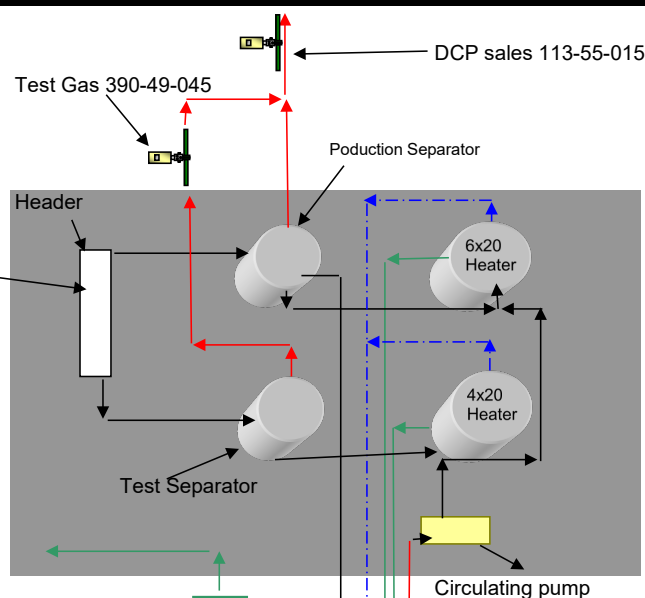 DCP sales 113-55-015
Test Gas 390-49-045
Poduction Separator
Header
6x20
Heater
4x20
Heater
Test Separator
Circulating pump